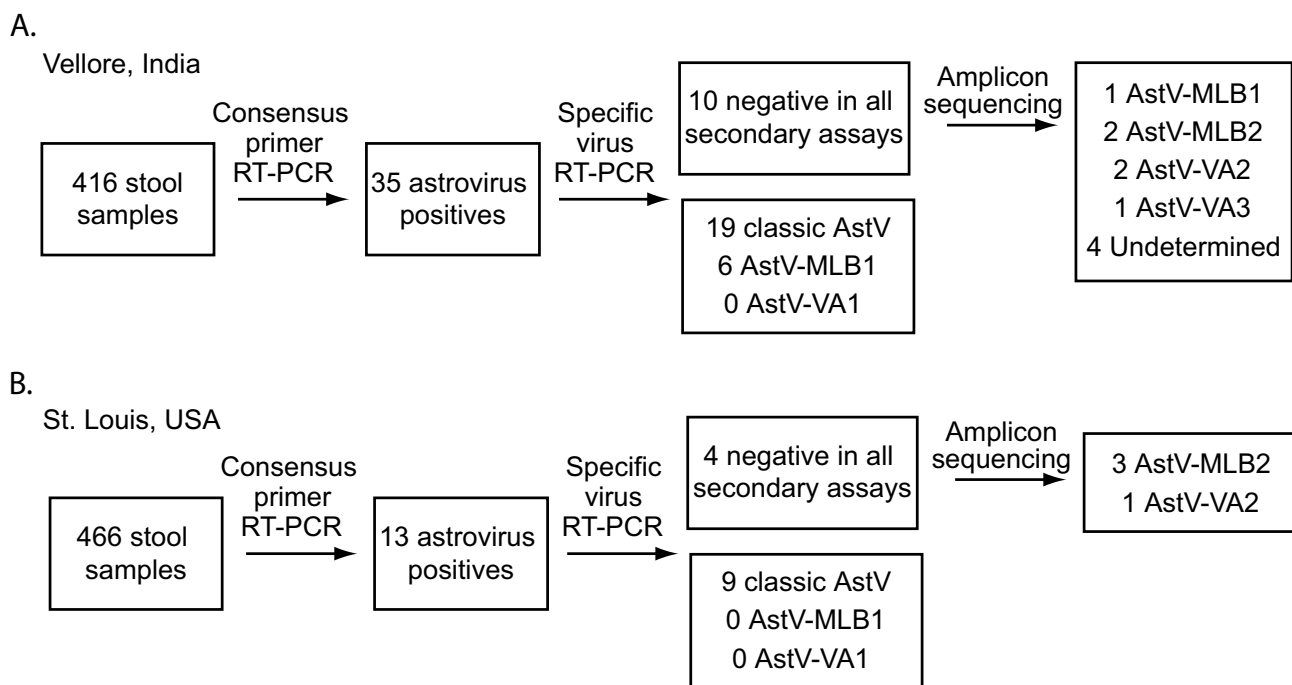 A.
Vellore, India
416 stool
samples
Consensus
primer
RT-PCR
35 astrovirus
positives
Specific
virus
RT-PCR
10 negative in all
secondary assays
19 classic AstV
6 AstV-MLB1
0 AstV-VA1
Amplicon
sequencing
1 AstV-MLB1
2 AstV-MLB2
2 AstV-VA2
1 AstV-VA3
4 Undetermined
B.
St. Louis, USA
466 stool
samples
Consensus
primer
RT-PCR
13 astrovirus
positives
Specific
virus
RT-PCR
4 negative in all
secondary assays
9 classic AstV
0 AstV-MLB1
0 AstV-VA1
Amplicon
sequencing
3 AstV-MLB2
1 AstV-VA2